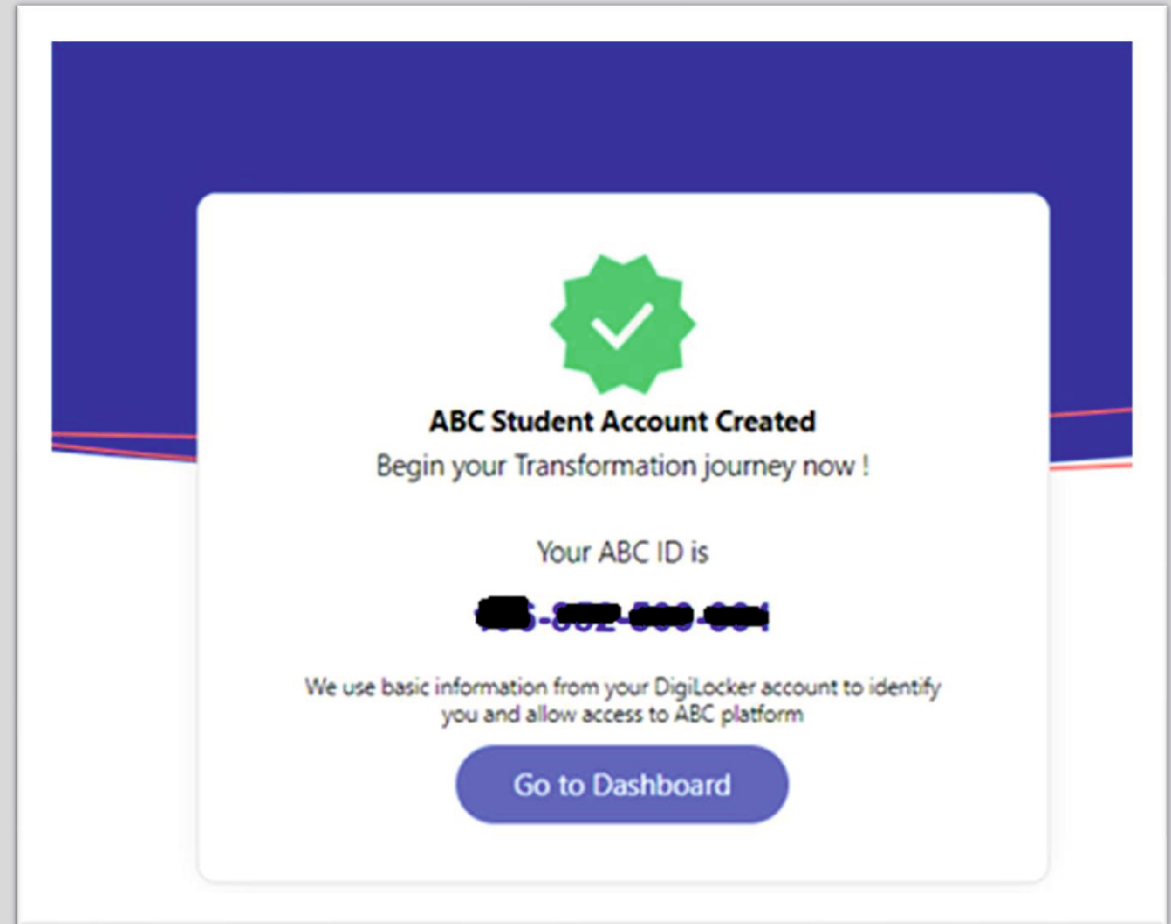 ABC Student Account Created
Begin your Transformation journey now !
Your ABC ID is
We use basic information from your DigiLocker account to identify
you and allow access to ABC platform
Go to Dashboard